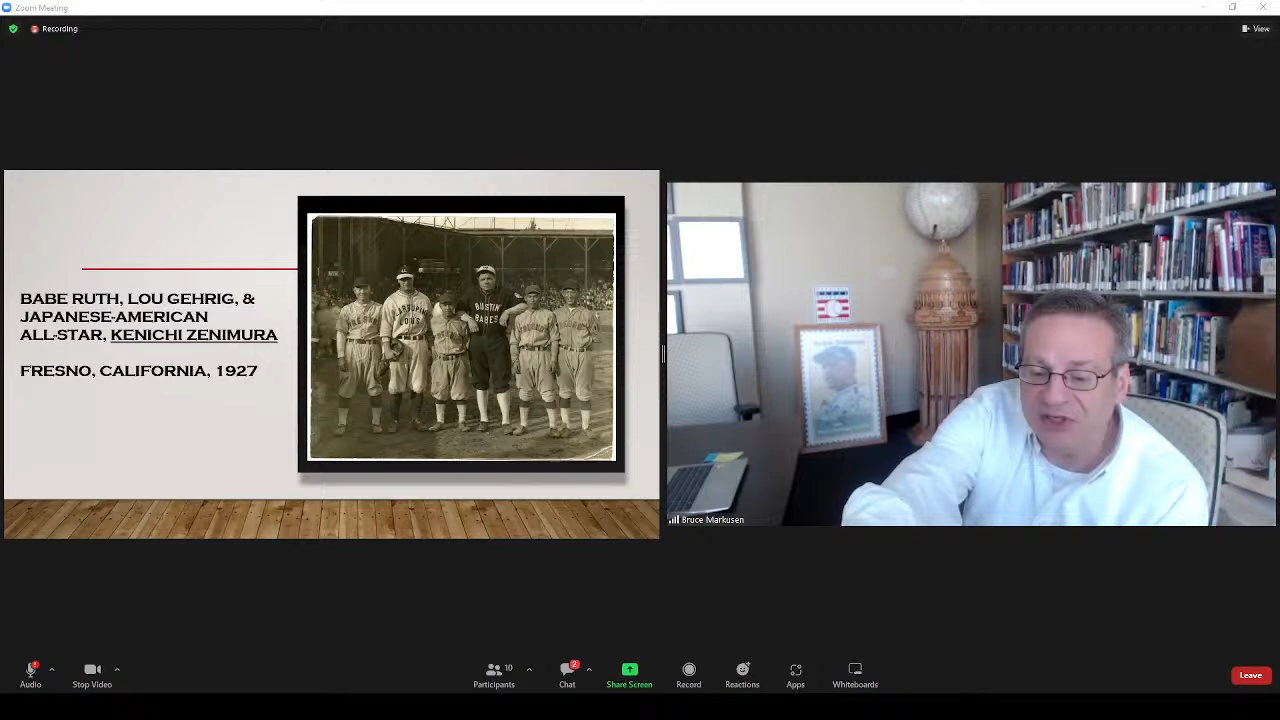 Zoom Meeting
Recording
View
BABE RUTH, LOU GEHRIG, &
JAPANESE-AMERICAN
ALL-STAR, KENICHI ZENIMURA
FRESNO, CALIFORNIA, 1927
BUSTIN
BABES
Bruce Markusen
Audio
Stop Video
Participants
10
Chat
2
Share Screen
Record
Reactions
Apps
Whiteboards
Leave